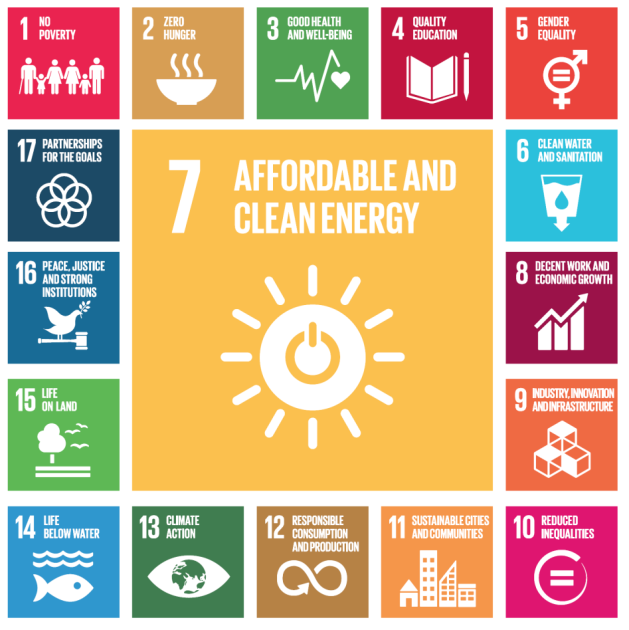 1 NO
POVERTY
2 ZERO
HUNGER
3 GOOD HEALTH
AND WELL-BEING
4 QUALITY
EDUCATION
5 GENDER
EQUALITY
17 PARTNERSHIPS
FOR THE GOALS
7 AFFORDABLE AND
CLEAN ENERGY
6 CLEAN WATER
AND SANITATION
16 PEACE, JUSTICE
AND STRONG
INSTITUTIONS
8 DECENT WORK AND
ECONOMIC GROWTH
15 LIFE
ON LAND
9 INDUSTRY, INNOVATION
AND INFRASTRUCTURE
14 LIFE
BELOW WATER
13 CLIMATE
ACTION
12 RESPONSIBLE
CONSUMPTION
AND PRODUCTION
11 SUSTAINABLE CITIES
AND COMMUNITIES
10 REDUCED
INEQUALITIES